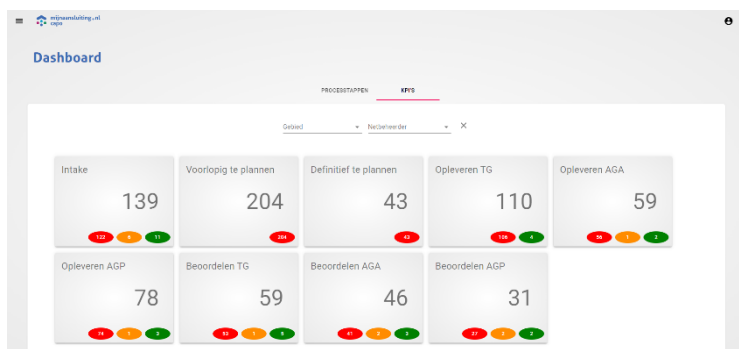 mijnaansluiting.nl
capo
Dashboard
PROCESSTAPPEN KPI'S
Gebied Netbeheerder
Intake
139
122 6 11
Voorlopig te plannen
204
204
Definitief te plannen
43
43
Opleveren TG
110
106 4
Opleveren AGA
59
56 1 2
Opleveren AGP
78
74 1 3
Beoordelen TG
59
53 1 5
Beoordelen AGA
46
41 2 3
Beoordelen AGP
31
27 2 2